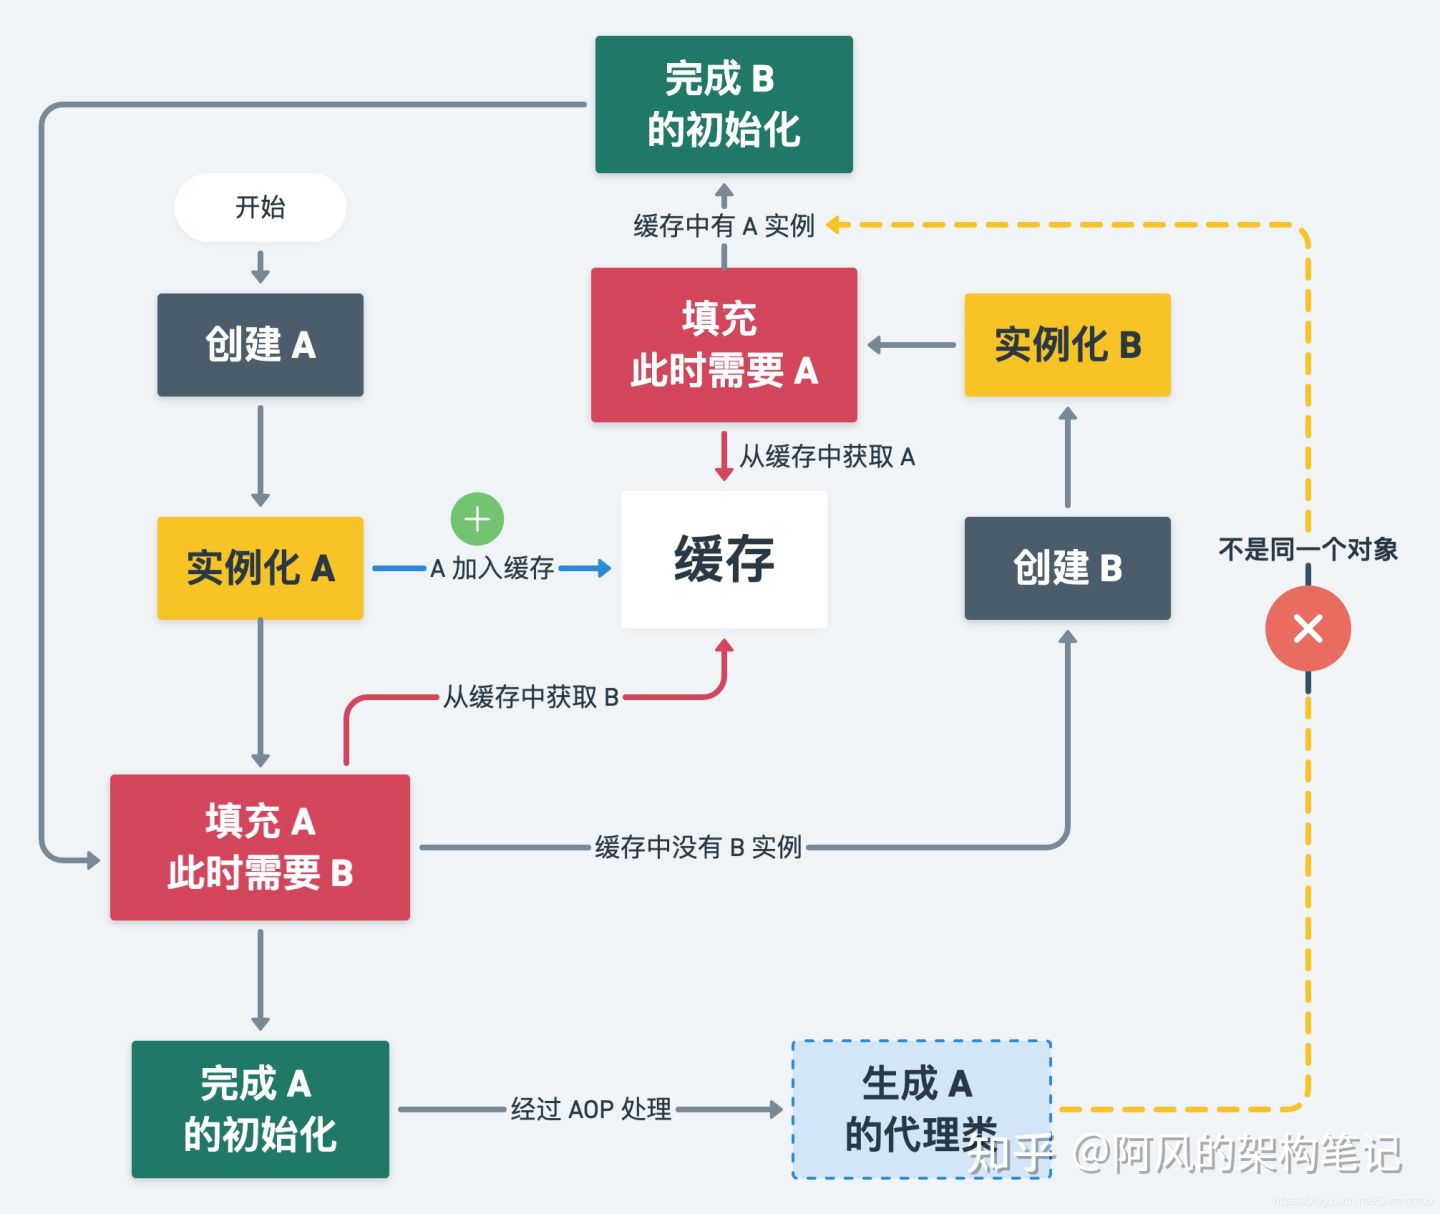 完成 B
的初始化
开始
缓存中有 A 实例
创建 A
填充
此时需要 A
实例化 B
从缓存中获取 A
实例化 A
A 加入缓存
缓存
创建 B
不是同一个对象
从缓存中获取 B
填充 A
此时需要 B
缓存中没有 B 实例
完成 A
的初始化
经过 AOP 处理
生成 A
的代理类
知乎 @阿风的架构笔记
https://blog.csdn.net/Suremotoo